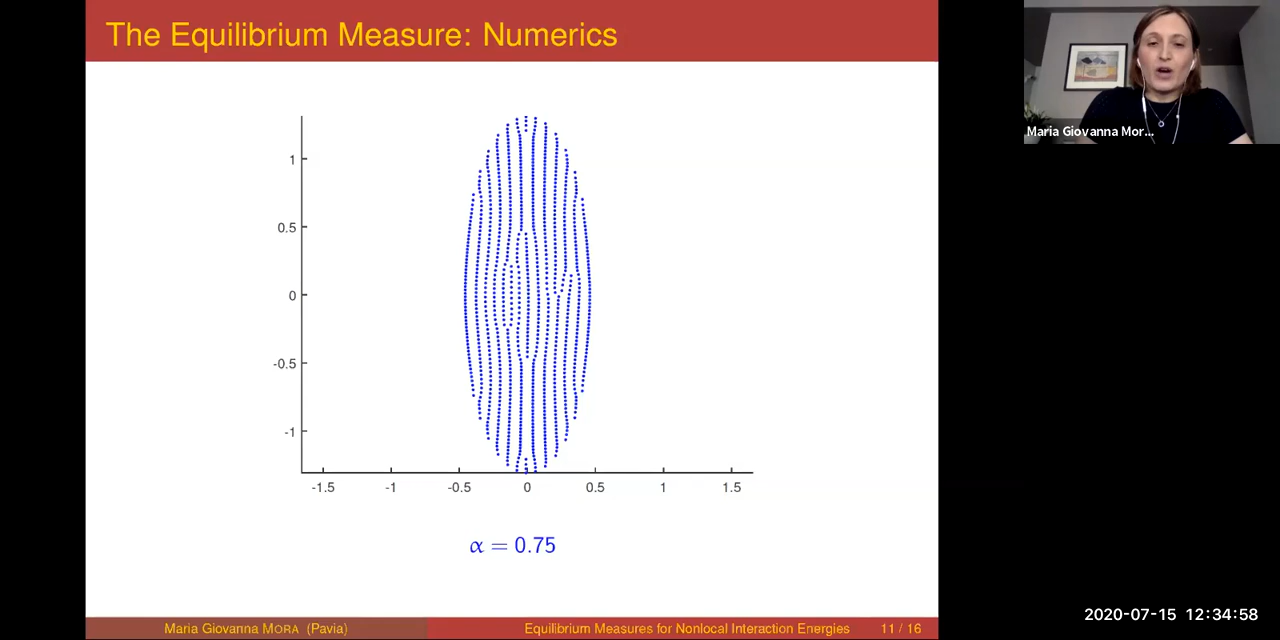 The Equilibrium Measure: Numerics
Maria Giovanna Mor...
1
0.5
0
-0.5
-1
-1.5 -1 -0.5 0 0.5 1 1.5
α = 0.75
2020-07-15 12:34:58
Maria Giovanna MORA (Pavia) Equilibrium Measures for Nonlocal Interaction Energies 11 / 16